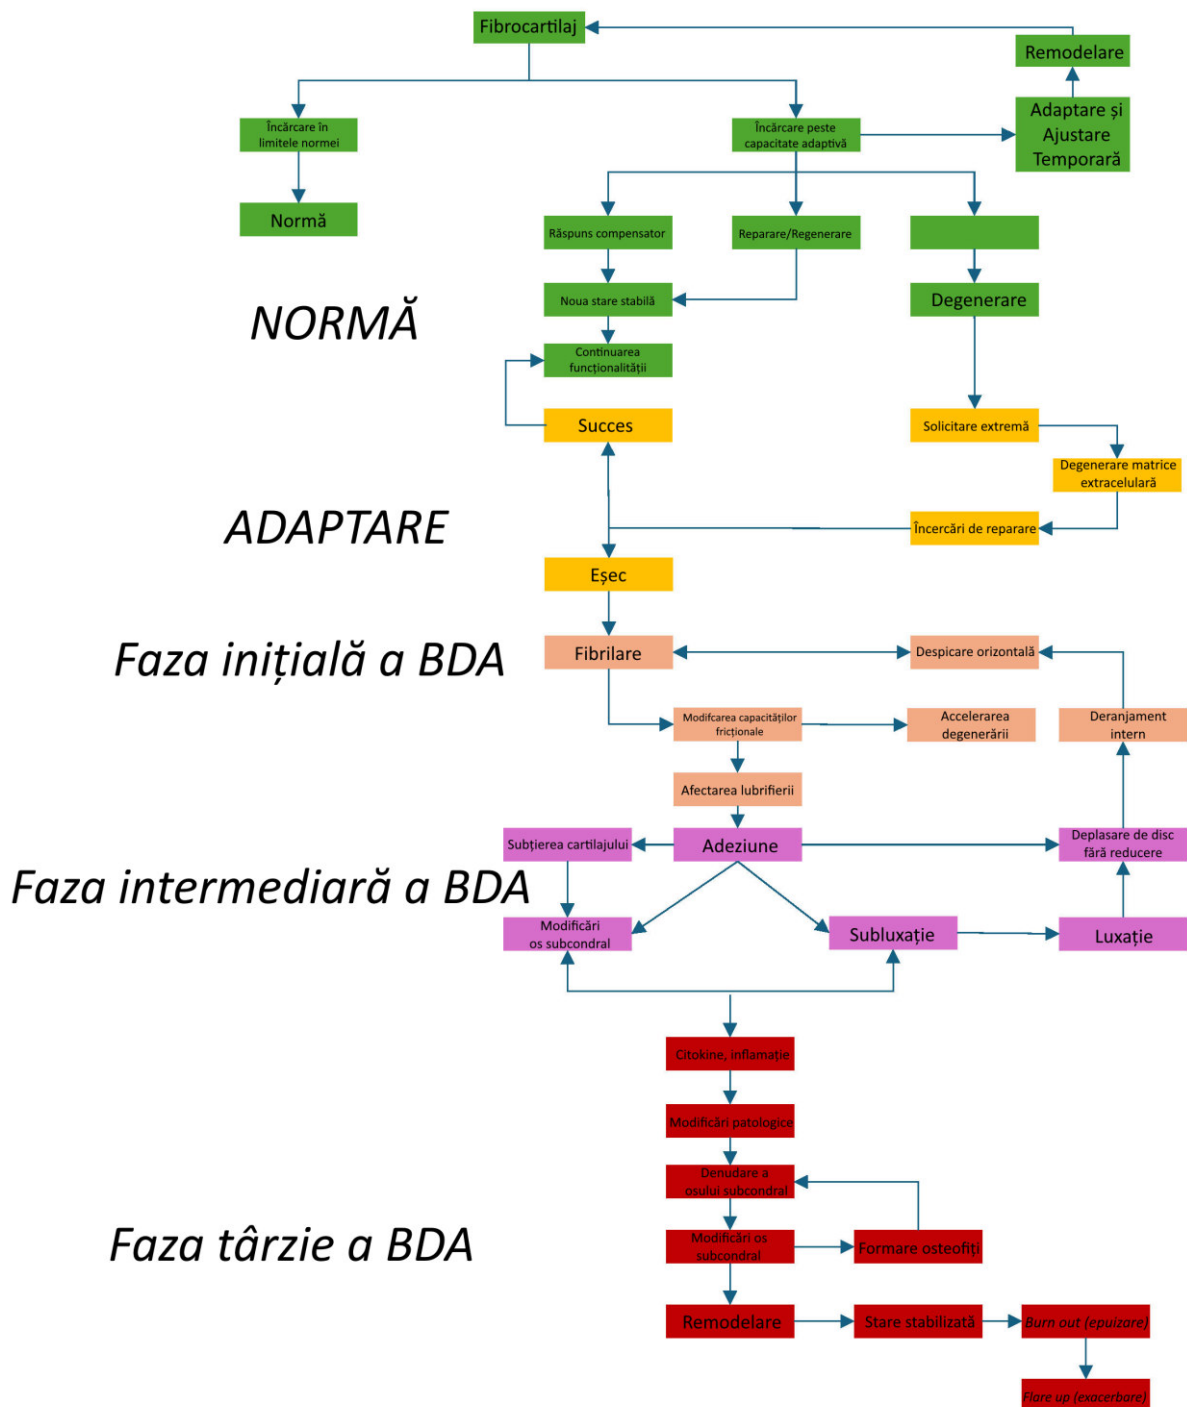 Fibrocartilaj
Remodelare
Adaptare și
Ajustare
Temporară
Încărcare în
limitele normei
Încărcare peste
capacitate adaptivă
Normă
Răspuns compensator
Reparare/Regenerare
Noua stare stabilă
Degenerare
NORMĂ
Continuarea
funcționalității
Succes
Solicitare extremă
Degenerare matrice
extracelulară
ADAPTARE
Încercări de reparare
Eșec
Faza inițială a BDA
Fibrilare
Despicare orizontală
Modifcarea capacităților
fricționale
Accelerarea
degenerării
Deranjament
intern
Afectarea lubrifierii
Subțierea cartilajului
Adeziune
Deplasare de disc
fără reducere
Faza intermediară a BDA
Modificări
os subcondral
Subluxație
Luxație
Citokine, inflamație
Modificări patologice
Denudare a
osului subcondral
Faza târzie a BDA
Modificări os
subcondral
Formare osteofiți
Remodelare
Stare stabilizată
Burn out (epuizare)
Flare up (exacerbare)